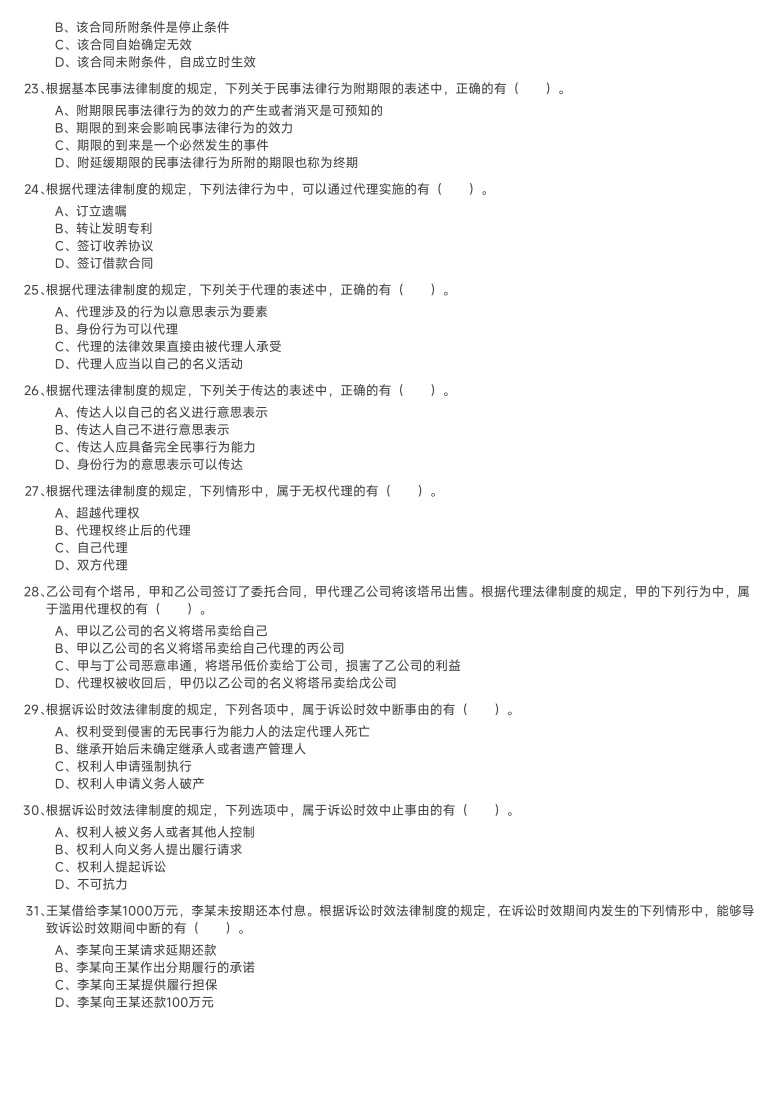 B、该合同所附条件是停止条件
C、该合同自始确定无效
D、该合同未附条件，自成立时生效
23、根据基本民事法律制度的规定，下列关于民事法律行为附期限的表述中，正确的有（　　）。
A、附期限民事法律行为的效力的产生或者消灭是可预知的
B、期限的到来会影响民事法律行为的效力
C、期限的到来是一个必然发生的事件
D、附延缓期限的民事法律行为所附的期限也称为终期
24、根据代理法律制度的规定，下列法律行为中，可以通过代理实施的有（　　）。
A、订立遗嘱
B、转让发明专利
C、签订收养协议
D、签订借款合同
25、根据代理法律制度的规定，下列关于代理的表述中，正确的有（　　）。
A、代理涉及的行为以意思表示为要素
B、身份行为可以代理
C、代理的法律效果直接由被代理人承受
D、代理人应当以自己的名义活动
26、根据代理法律制度的规定，下列关于传达的表述中，正确的有（　　）。
A、传达人以自己的名义进行意思表示
B、传达人自己不进行意思表示
C、传达人应具备完全民事行为能力
D、身份行为的意思表示可以传达
27、根据代理法律制度的规定，下列情形中，属于无权代理的有（　　）。
A、超越代理权
B、代理权终止后的代理
C、自己代理
D、双方代理
28、乙公司有个塔吊，甲和乙公司签订了委托合同，甲代理乙公司将该塔吊出售。根据代理法律制度的规定，甲的下列行为中，属
于滥用代理权的有（　　）。
A、甲以乙公司的名义将塔吊卖给自己
B、甲以乙公司的名义将塔吊卖给自己代理的丙公司
C、甲与丁公司恶意串通，将塔吊低价卖给丁公司，损害了乙公司的利益
D、代理权被收回后，甲仍以乙公司的名义将塔吊卖给戊公司
29、根据诉讼时效法律制度的规定，下列各项中，属于诉讼时效中断事由的有（　　）。
A、权利受到侵害的无民事行为能力人的法定代理人死亡
B、继承开始后未确定继承人或者遗产管理人
C、权利人申请强制执行
D、权利人申请义务人破产
30、根据诉讼时效法律制度的规定，下列选项中，属于诉讼时效中止事由的有（　　）。
A、权利人被义务人或者其他人控制
B、权利人向义务人提出履行请求
C、权利人提起诉讼
D、不可抗力
31、王某借给李某1000万元，李某未按期还本付息。根据诉讼时效法律制度的规定，在诉讼时效期间内发生的下列情形中，能够导
致诉讼时效期间中断的有（　　）。
A、李某向王某请求延期还款
B、李某向王某作出分期履行的承诺
C、李某向王某提供履行担保
D、李某向王某还款100万元